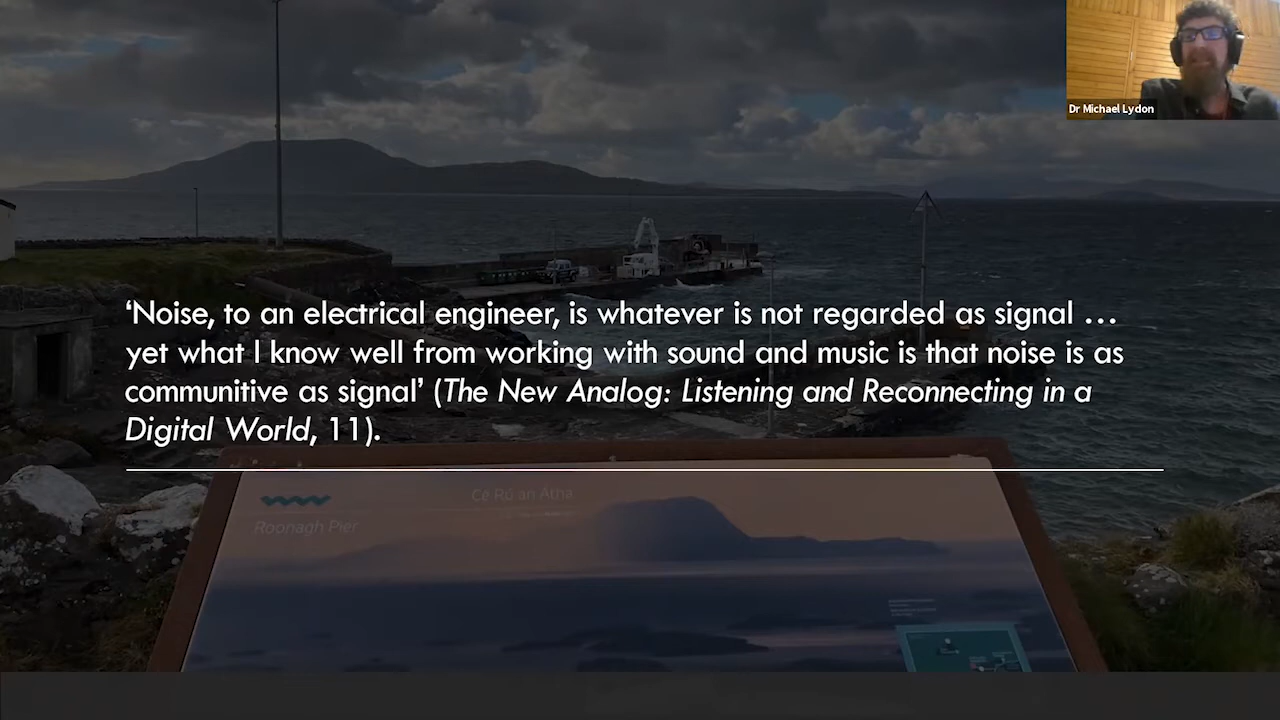 Dr Michael Lydon
‘Noise, to an electrical engineer, is whatever is not regarded as signal …
yet what I know well from working with sound and music is that noise is as
communitive as signal’ (The New Analog: Listening and Reconnecting in a
Digital World, 11).
Cé Rú an Átha
Roonagh Pier